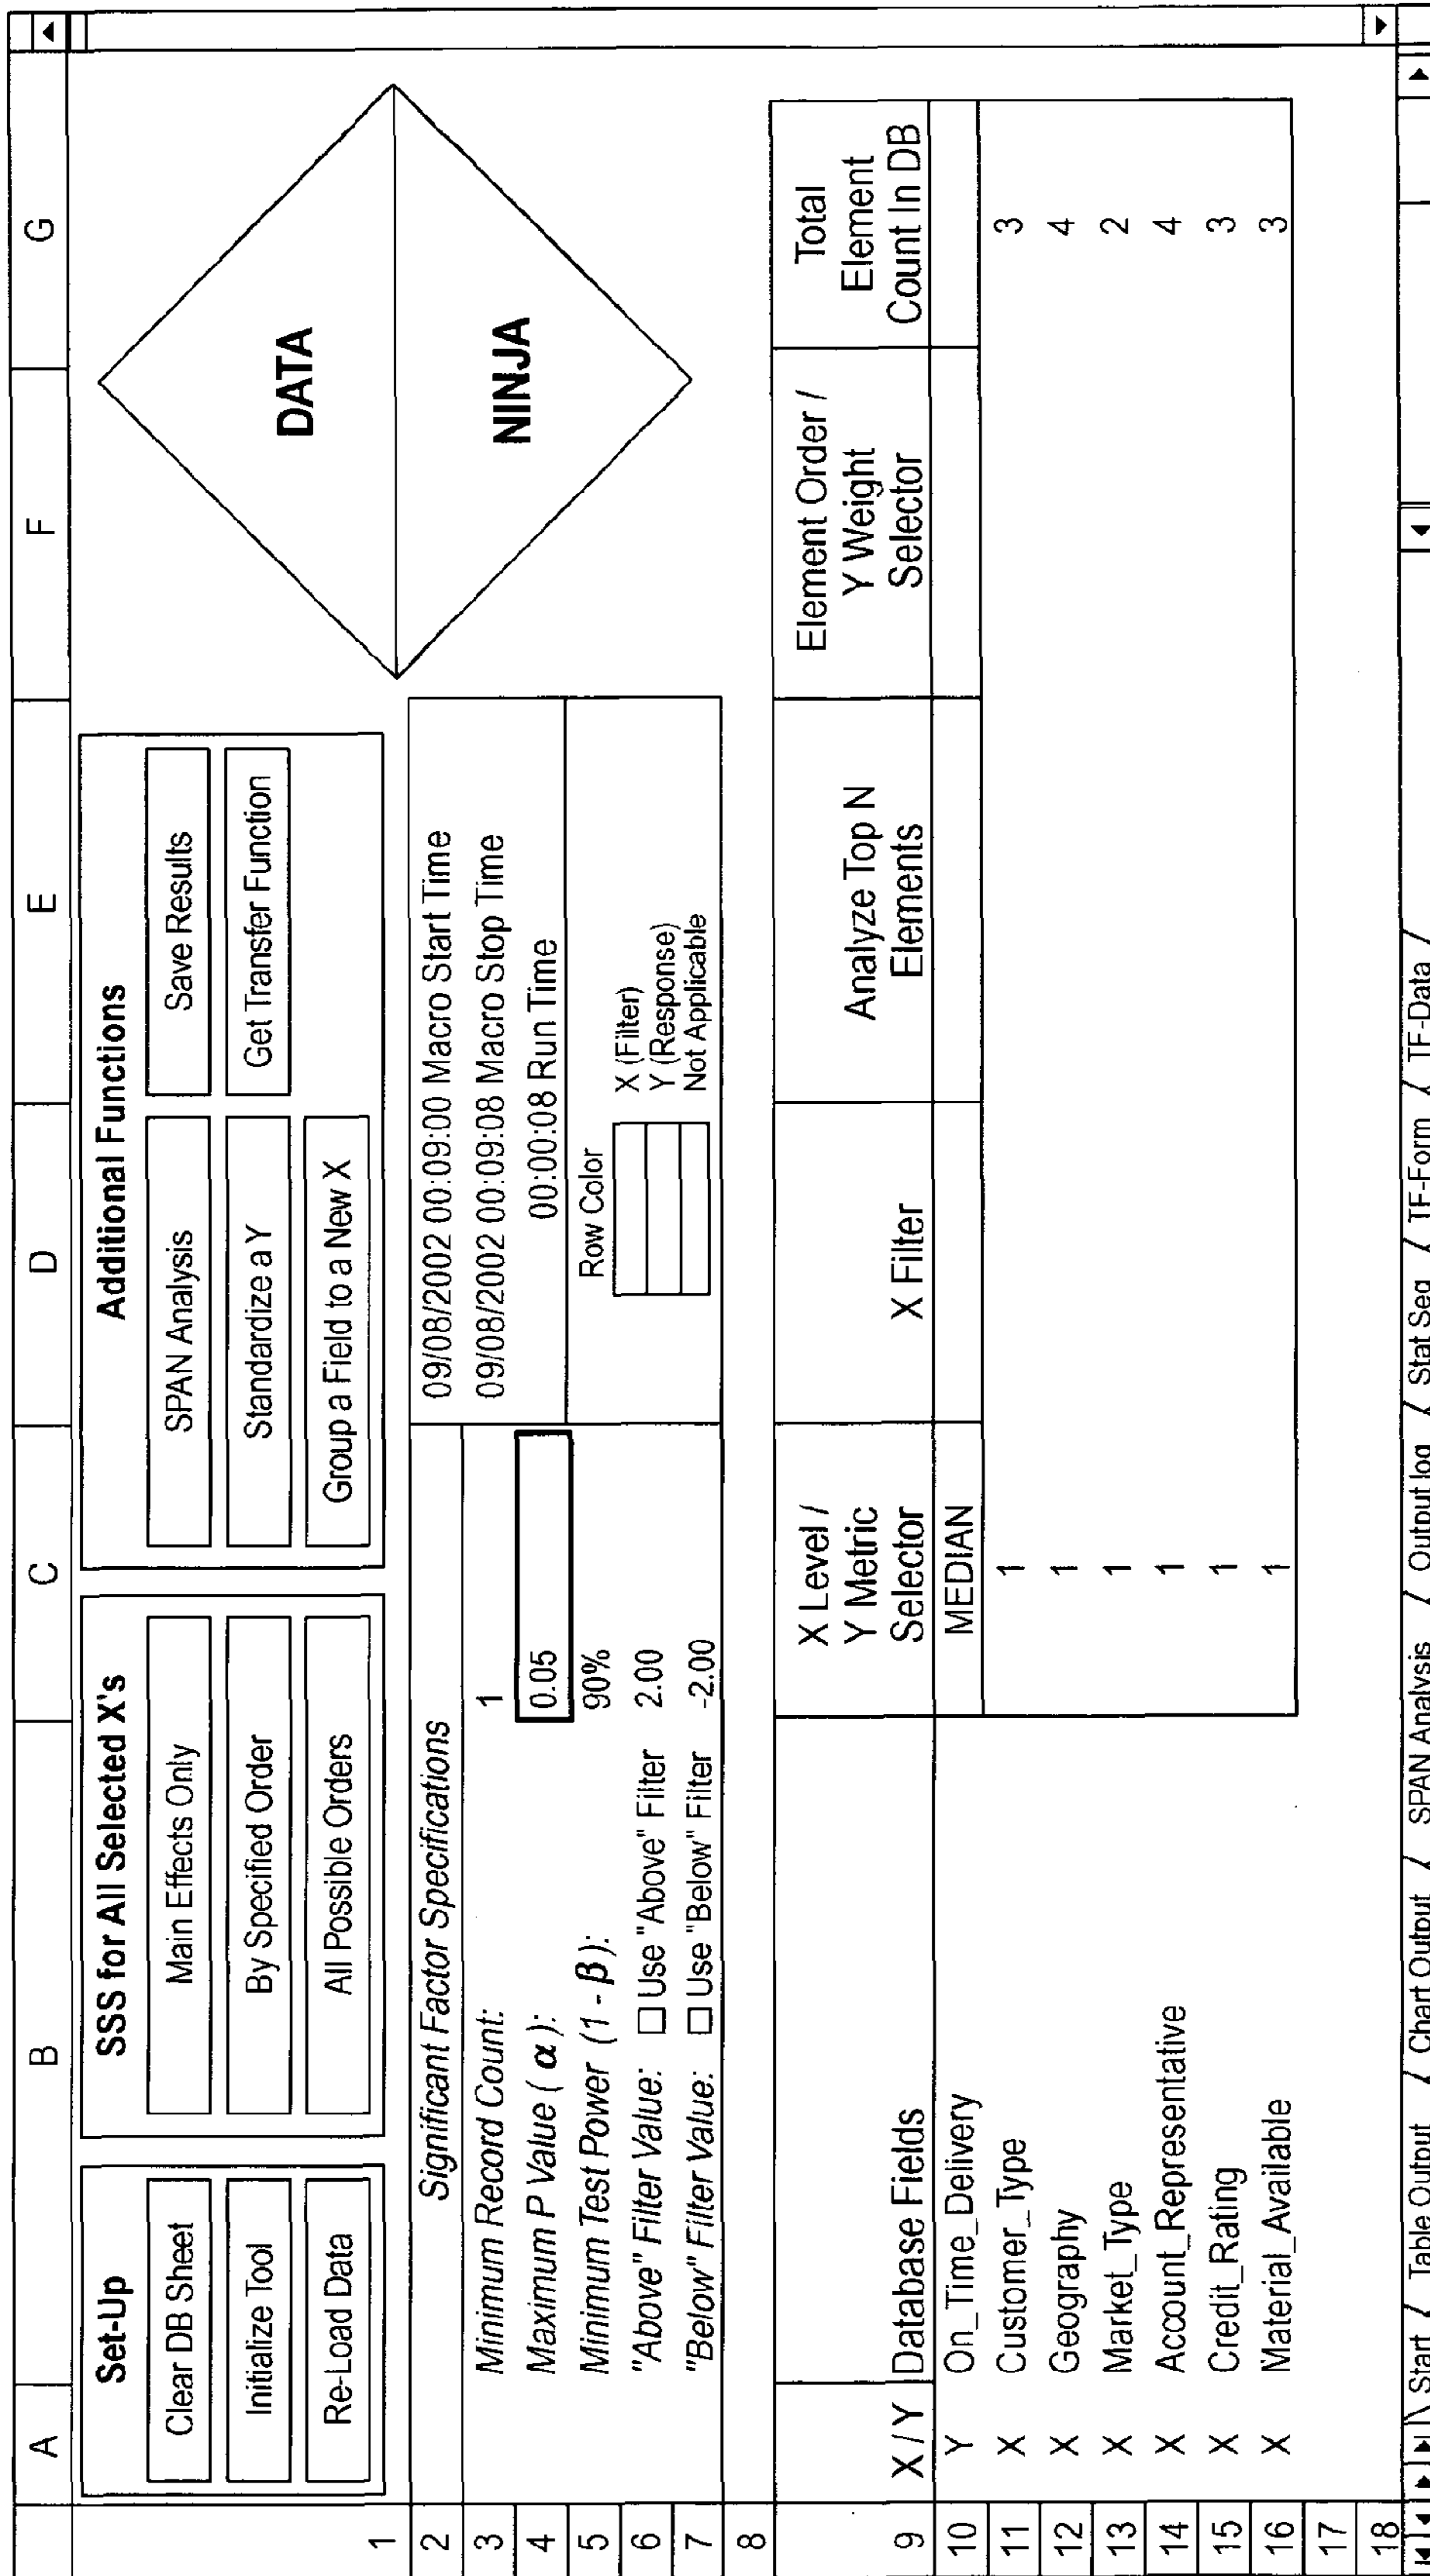 A B C D E F G
Set-Up
Clear DB Sheet
Initialize Tool
Re-Load Data
SSS for All Selected X's
Main Effects Only
By Specified Order
All Possible Orders
Additional Functions
SPAN Analysis
Save Results
Standardize a Y
Get Transfer Function
Group a Field to a New X
DATA
NINJA
1
2 Significant Factor Specifications
3 Minimum Record Count: 1
4 Maximum P Value ( α ): 0.05
5 Minimum Test Power (1 - β ): 90%
6 "Above" Filter Value: ☐ Use "Above" Filter 2.00
7 "Below" Filter Value: ☐ Use "Below" Filter -2.00
8
09/08/2002 00:09:00 Macro Start Time
09/08/2002 00:09:08 Macro Stop Time
00:00:08 Run Time
Row Color
X (Filter)
Y (Response)
Not Applicable
X Level /
Y Metric
Selector
X Filter
Analyze Top N
Elements
Element Order /
Y Weight
Selector
Total
Element
Count In DB
9 X / Y Database Fields
10 Y On_Time_Delivery MEDIAN
11 X Customer_Type 1 3
12 X Geography 1 4
13 X Market_Type 1 2
14 X Account_Representative 1 4
15 X Credit_Rating 1 3
16 X Material_Available 1 3
17
18
Start / Table Output / Chart Output / SPAN Analysis / Output log / Stat Seq / TF-Form / TF-Data /